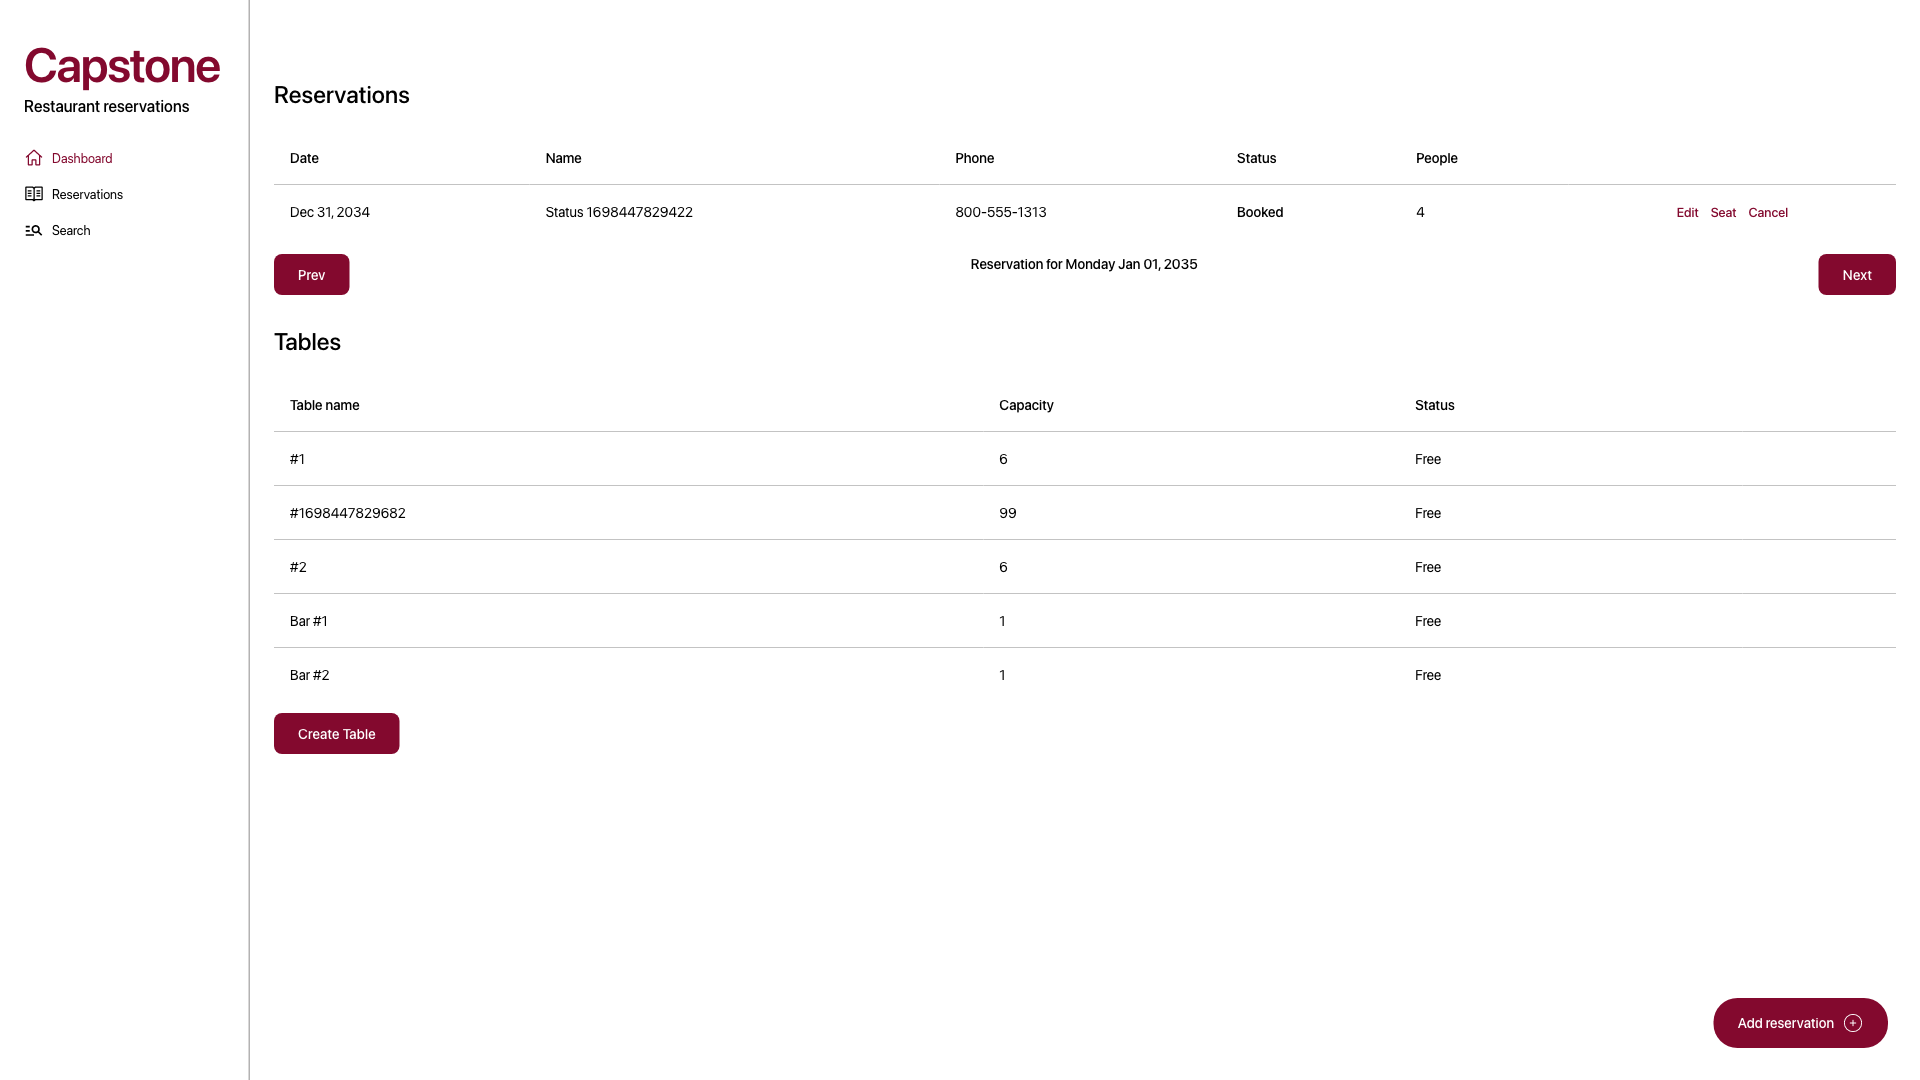 Capstone
Restaurant reservations
Dashboard
Reservations
Search
Reservations
Date Name Phone Status People
Dec 31, 2034 Status 1698447829422 800-555-1313 Booked 4 Edit Seat Cancel
Prev Reservation for Monday Jan 01, 2035 Next
Tables
Table name Capacity Status
#1 6 Free
#1698447829682 99 Free
#2 6 Free
Bar #1 1 Free
Bar #2 1 Free
Create Table
Add reservation